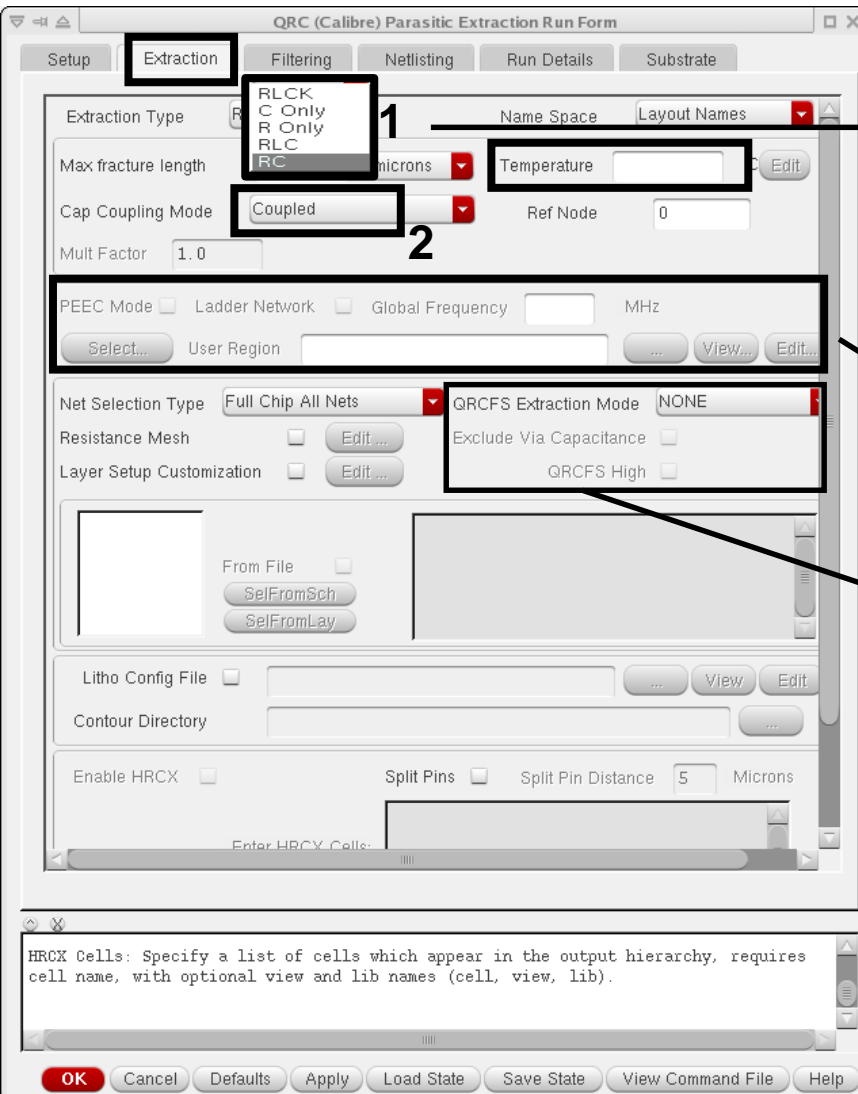 QRC (Calibre) Parasitic Extraction Run Form
Setup Extraction Filtering Netlisting Run Details Substrate
RLCK
C Only
R Only
RLC
RC
1
Extraction Type R Name Space Layout Names
Max fracture length microns Temperature C Edit
Cap Coupling Mode Coupled Ref Node 0
2
Mult Factor 1.0
PEEC Mode Ladder Network Global Frequency MHz
Select... User Region ... View... Edit...
Net Selection Type Full Chip All Nets QRCFS Extraction Mode NONE
Resistance Mesh Edit ... Exclude Via Capacitance
Layer Setup Customization Edit ... QRCFS High
From File
SelFromSch
SelFromLay
Litho Config File ... View Edit
Contour Directory ...
Enable HRCX Split Pins Split Pin Distance 5 Microns
Enter HRCX Cells:
HRCX Cells: Specify a list of cells which appear in the output hierarchy, requires
cell name, with optional view and lib names (cell, view, lib).
OK Cancel Defaults Apply Load State Save State View Command File Help